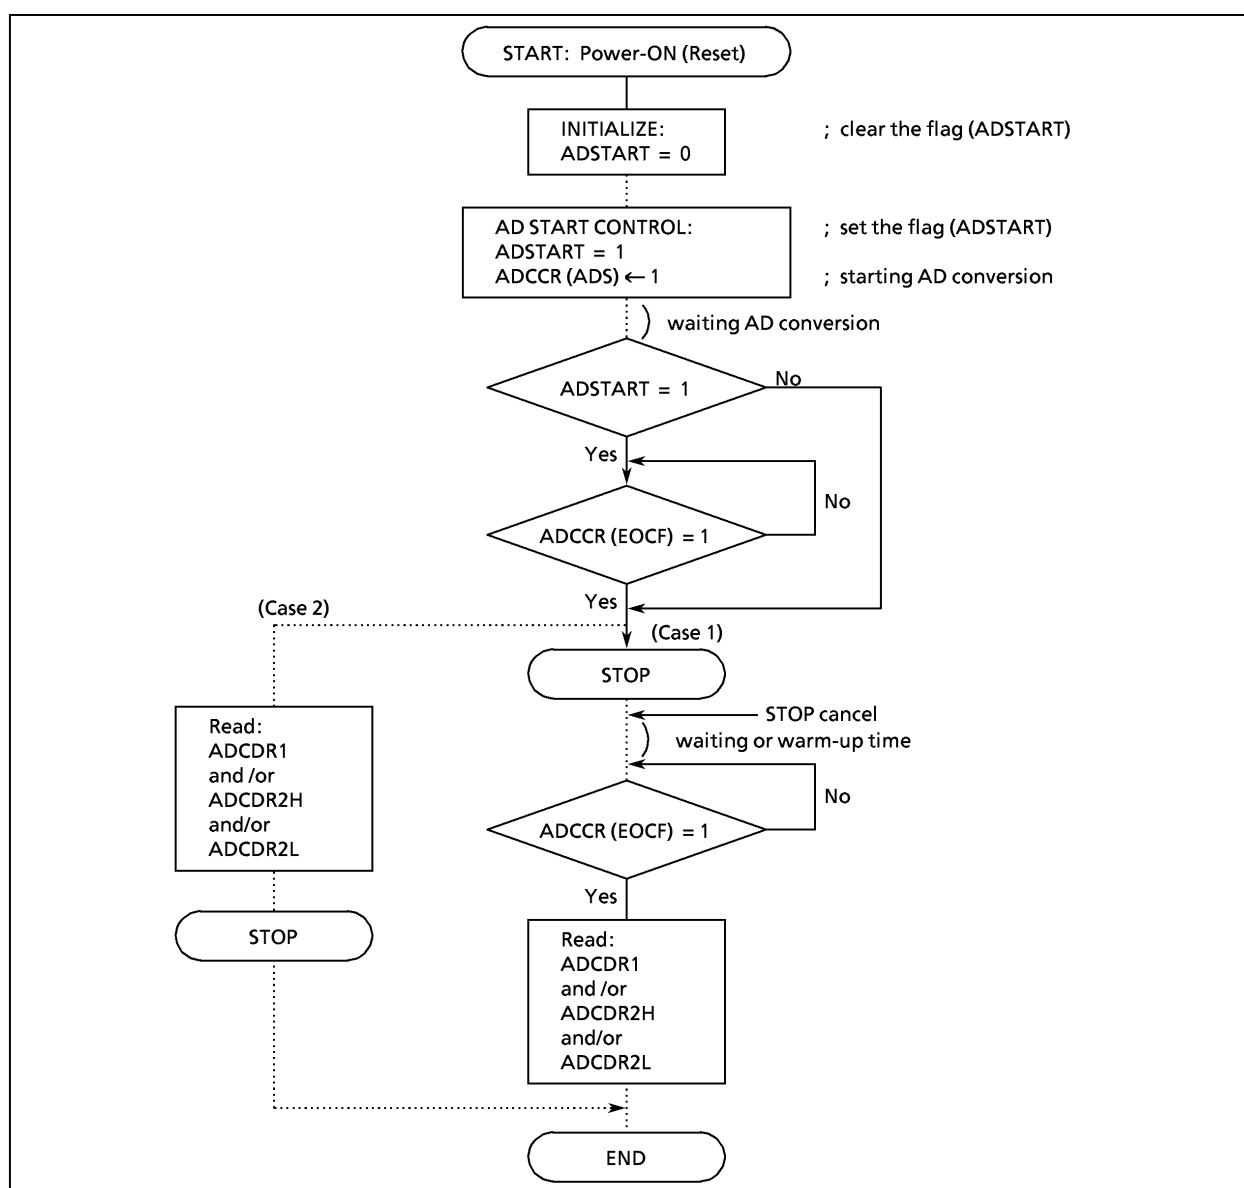 START: Power-ON (Reset)
INITIALIZE:
ADSTART = 0
; clear the flag (ADSTART)
AD START CONTROL:
ADSTART = 1
ADCCR (ADS) ← 1
; set the flag (ADSTART)
; starting AD conversion
waiting AD conversion
ADSTART = 1
No
Yes
ADCCR (EOCF) = 1
No
Yes
(Case 2)
(Case 1)
STOP
STOP cancel
waiting or warm-up time
ADCCR (EOCF) = 1
No
Yes
Read:
ADCDR1
and /or
ADCDR2H
and/or
ADCDR2L
STOP
Read:
ADCDR1
and /or
ADCDR2H
and/or
ADCDR2L
END